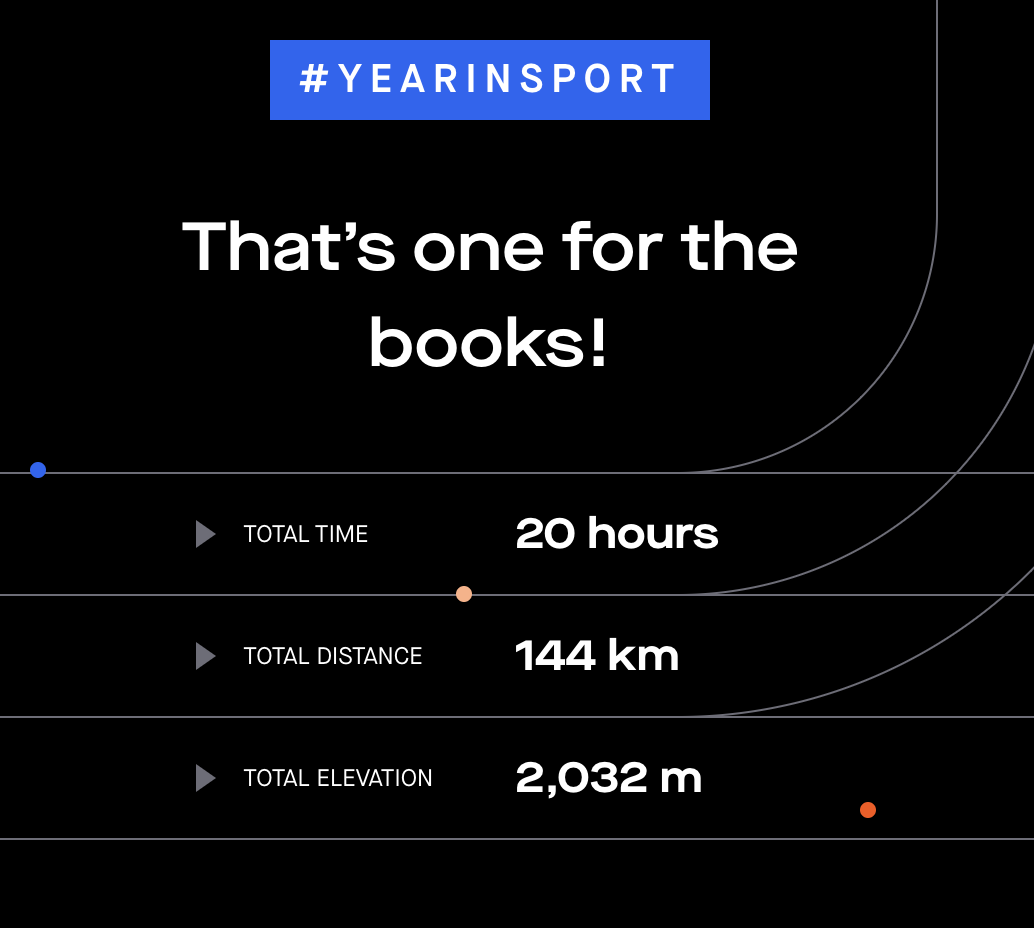 #YEARINSPORT
That’s one for the
books!
TOTAL TIME 20 hours
TOTAL DISTANCE 144 km
TOTAL ELEVATION 2,032 m